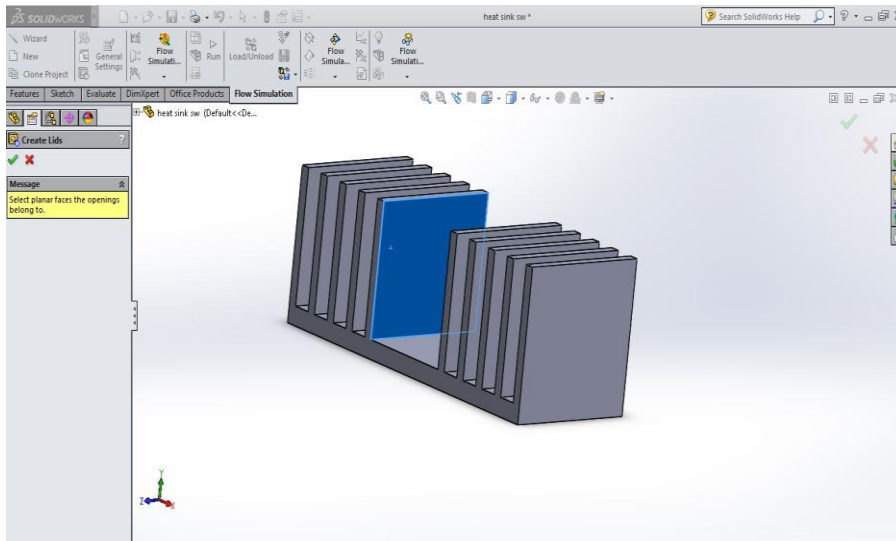 SOLIDWORKS
heat sink sw *
Search SolidWorks Help
Wizard
New
Clone Project
General
Settings
Flow
Simulati...
Run
Load/Unload
Flow
Simula...
Flow
Simulati...
Features Sketch Evaluate DimXpert Office Products Flow Simulation
heat sink sw (Default<<De...
Create Lids
?
Message
Select planar faces the openings
belong to.
Y
Z
X